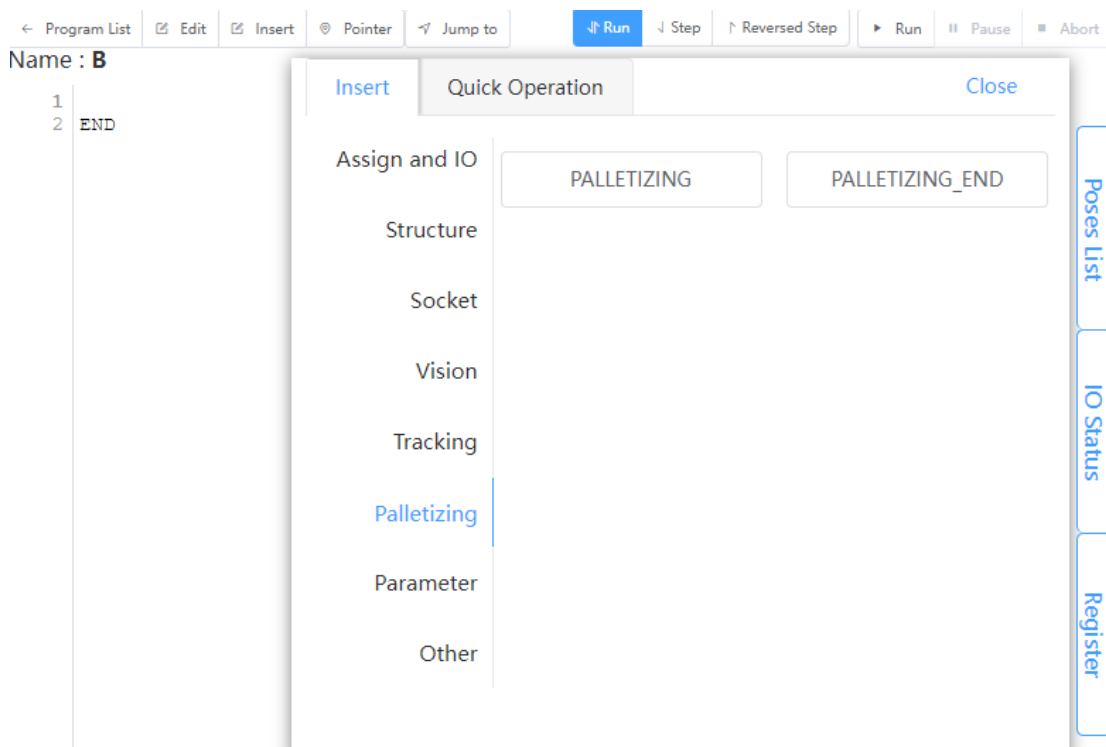 ← Program List Edit Insert Pointer Jump to Run Step Reversed Step Run Pause Abort
Name : B
Insert Quick Operation Close
1
2 END
Assign and IO
PALLETIZING PALLETIZING_END
Structure
Socket
Vision
Tracking
Palletizing
Parameter
Other
Poses List
IO Status
Register